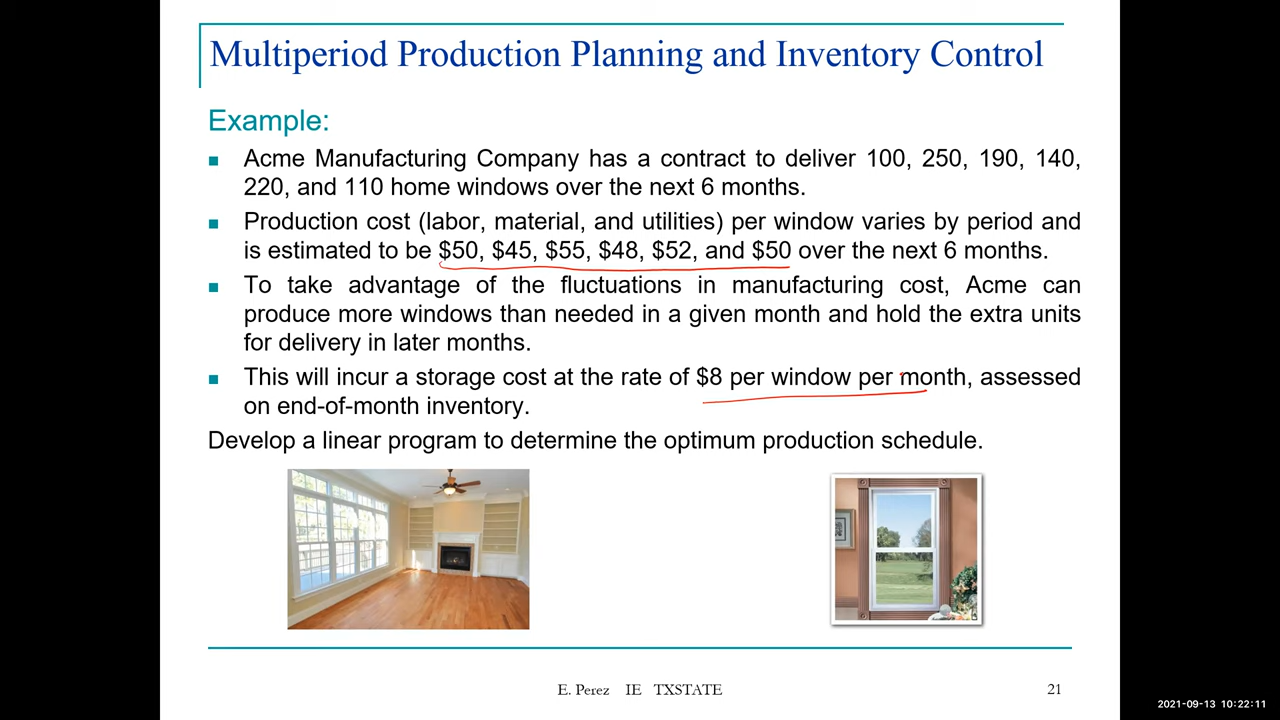 Multiperiod Production Planning and Inventory Control
Example:
Acme Manufacturing Company has a contract to deliver 100, 250, 190, 140,
220, and 110 home windows over the next 6 months.
Production cost (labor, material, and utilities) per window varies by period and
is estimated to be $50, $45, $55, $48, $52, and $50 over the next 6 months.
To take advantage of the fluctuations in manufacturing cost, Acme can
produce more windows than needed in a given month and hold the extra units
for delivery in later months.
This will incur a storage cost at the rate of $8 per window per month, assessed
on end-of-month inventory.
Develop a linear program to determine the optimum production schedule.
E. Perez IE TXSTATE
21
2021-09-13 10:22:11